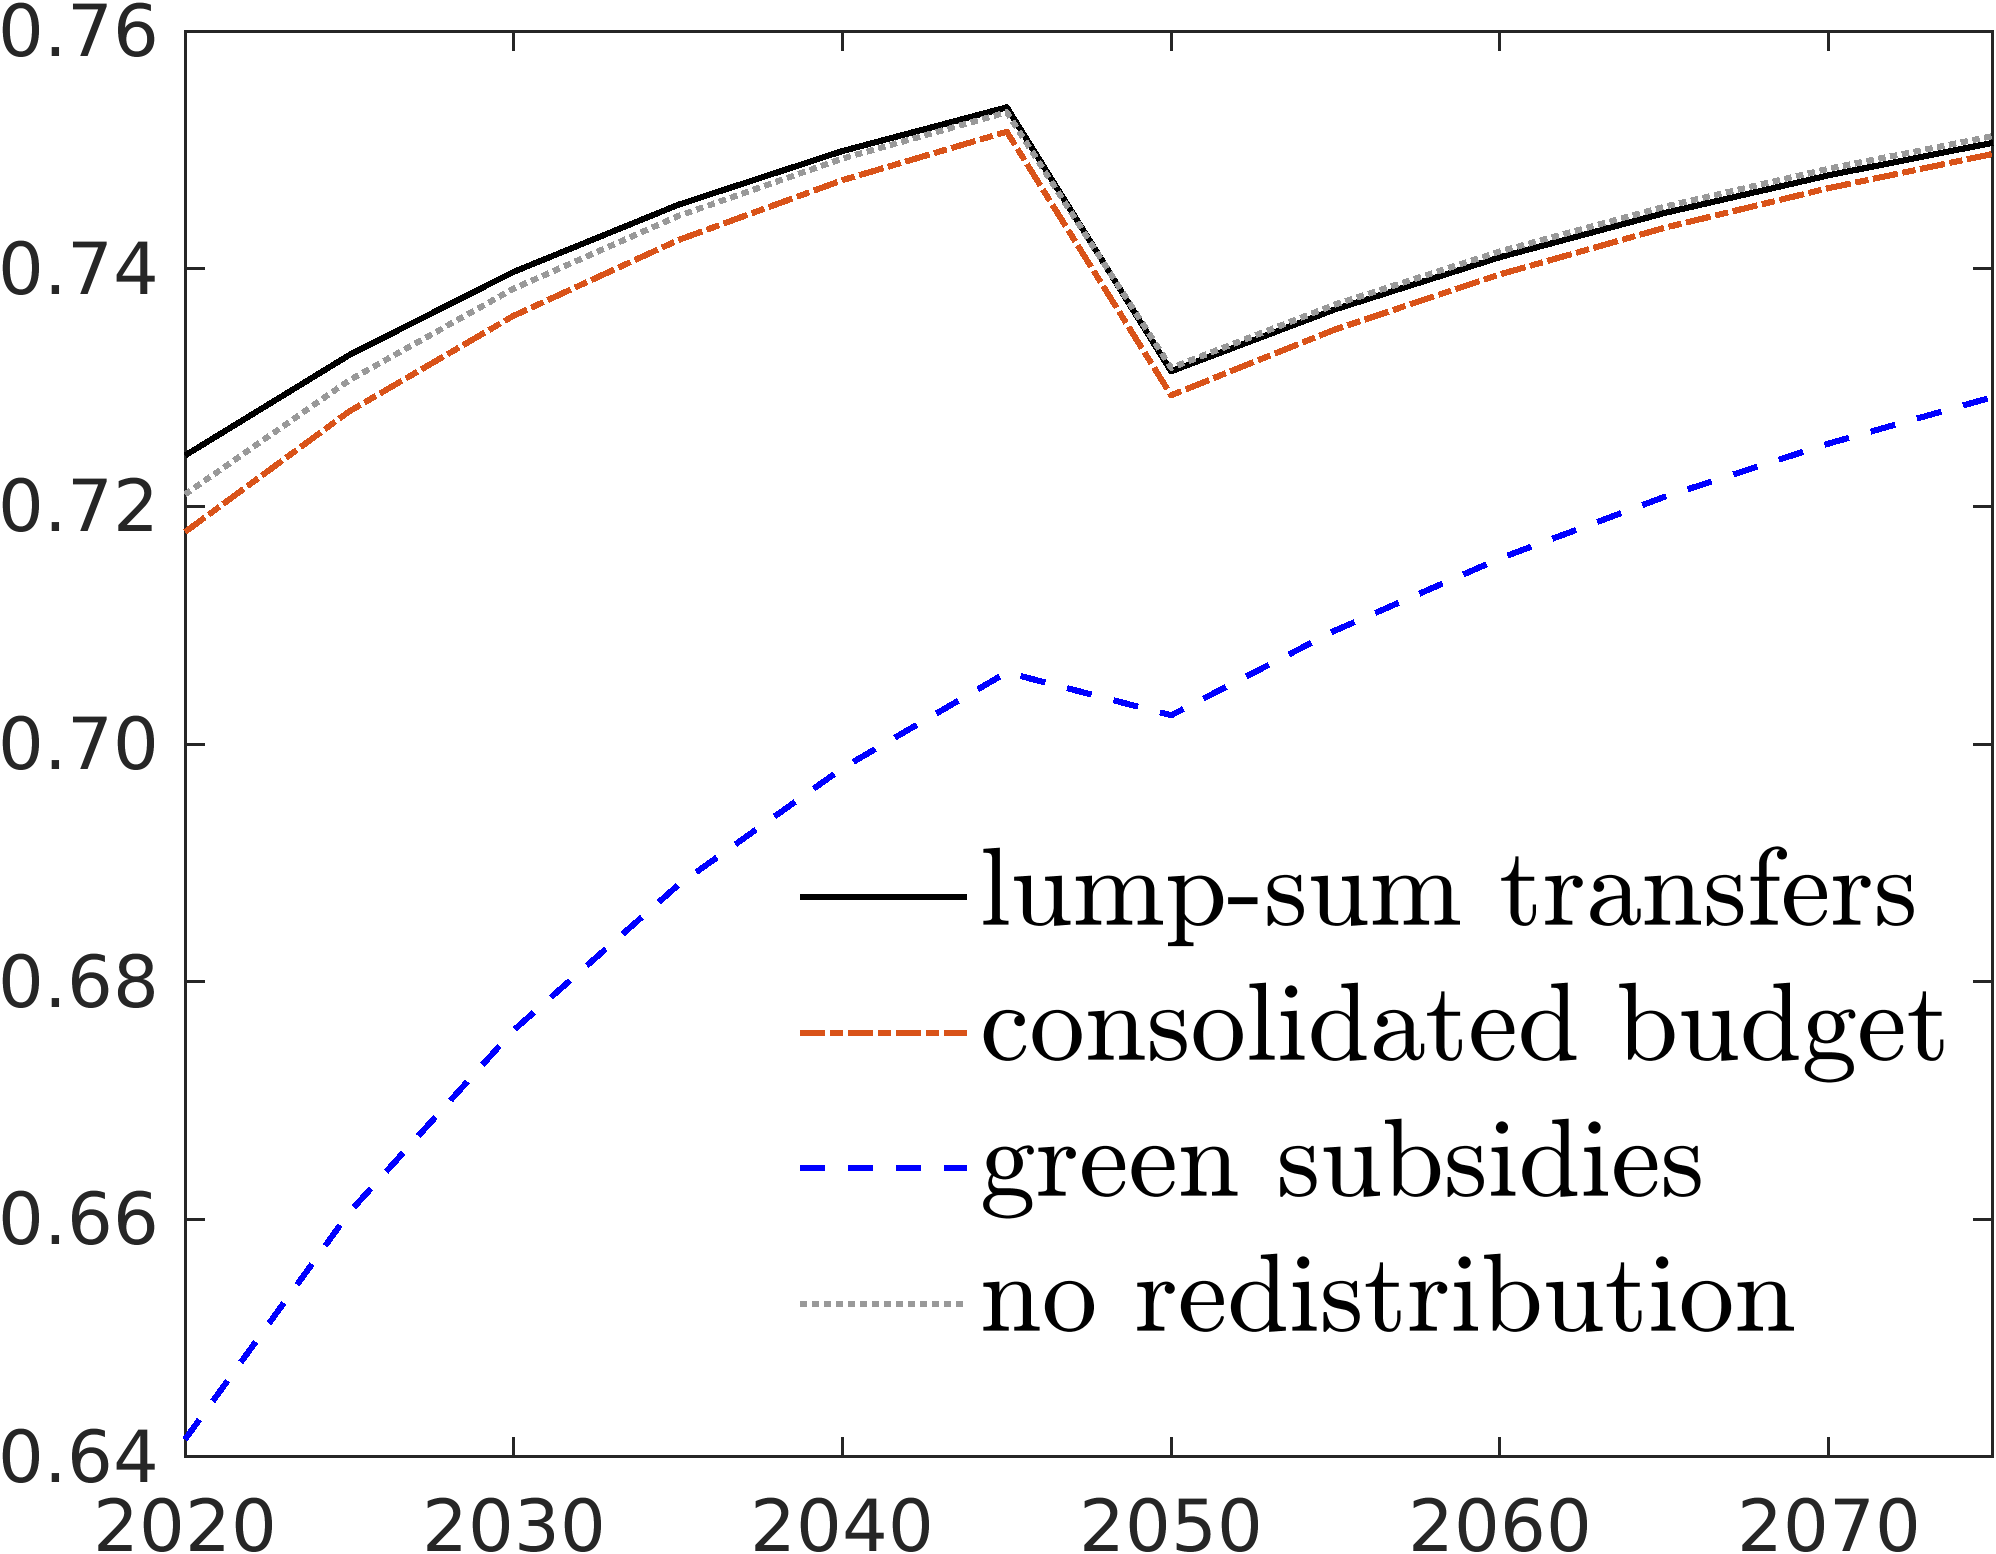 0.76
0.74
0.72
0.70
0.68
0.66
0.64
2020 2030 2040 2050 2060 2070
lump-sum transfers
consolidated budget
green subsidies
no redistribution